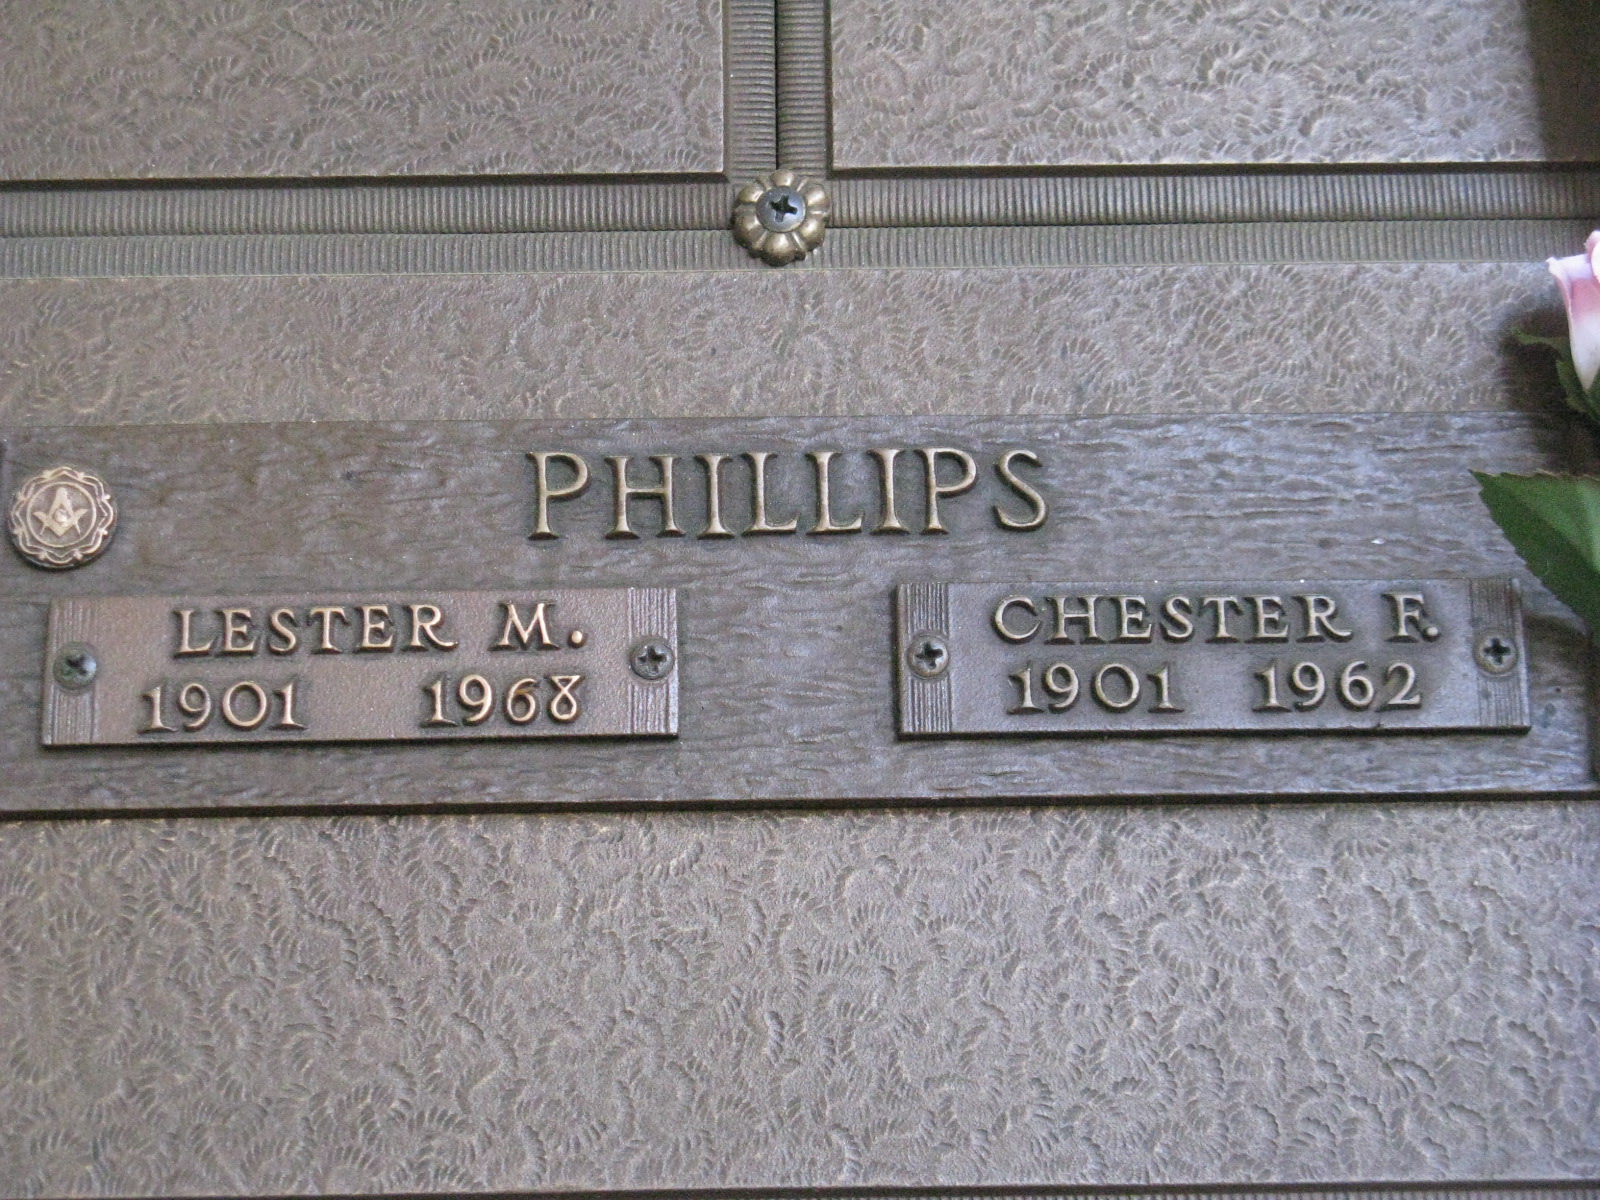 PHILLIPS
LESTER M.
1901 1968
CHESTER F.
1901 1962